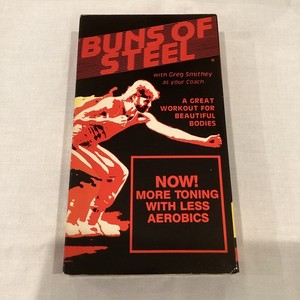 BUNS OF
STEEL
with Greg Smithey
as your Coach
A GREAT
WORKOUT FOR
BEAUTIFUL
BODIES
NOW!
MORE TONING
WITH LESS
AEROBICS